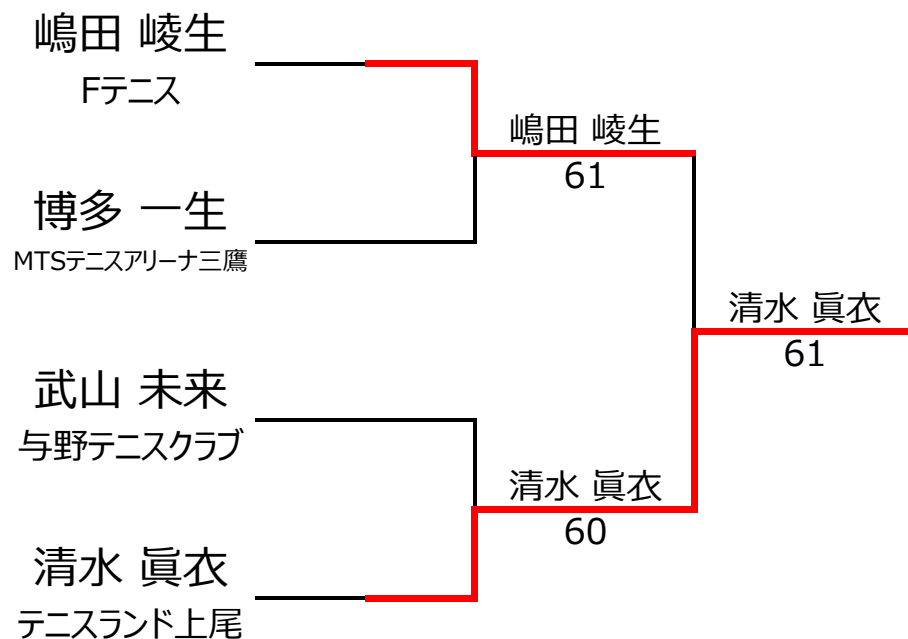 嶋田 崚生
Fテニス
嶋田 崚生
61
博多 一生
MTSテニスアリーナ三鷹
清水 眞衣
61
武山 未来
与野テニスクラブ
清水 眞衣
60
清水 眞衣
テニスランド上尾